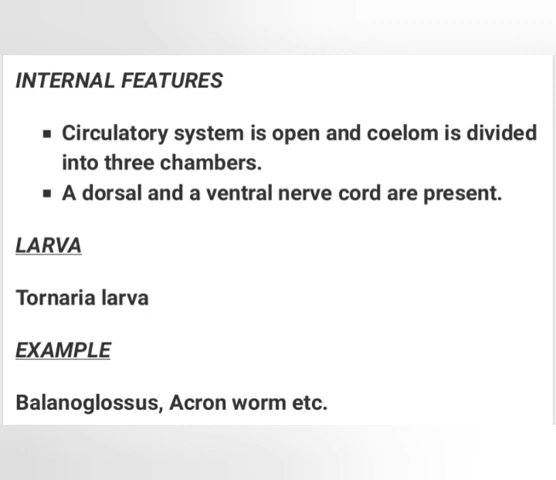 INTERNAL FEATURES
▪ Circulatory system is open and coelom is divided
into three chambers.
▪ A dorsal and a ventral nerve cord are present.
LARVA
Tornaria larva
EXAMPLE
Balanoglossus, Acron worm etc.